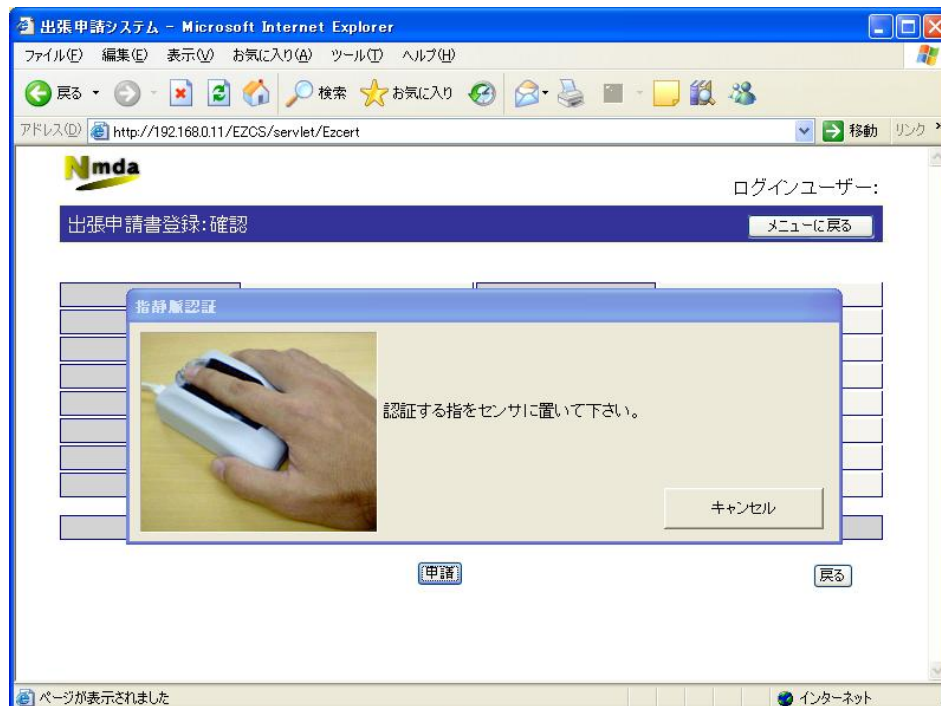 出張申請システム - Microsoft Internet Explorer
ファイル(F) 編集(E) 表示(V) お気に入り(A) ツール(T) ヘルプ(H)
戻る 検索 お気に入り
アドレス(D) http://192.168.0.11/EZCS/servlet/Ezcert 移動 リンク
Nmda
ログインユーザー:
出張申請書登録:確認 メニューに戻る
指静脈認証
認証する指をセンサに置いて下さい。
キャンセル
申請 戻る
ページが表示されました インターネット